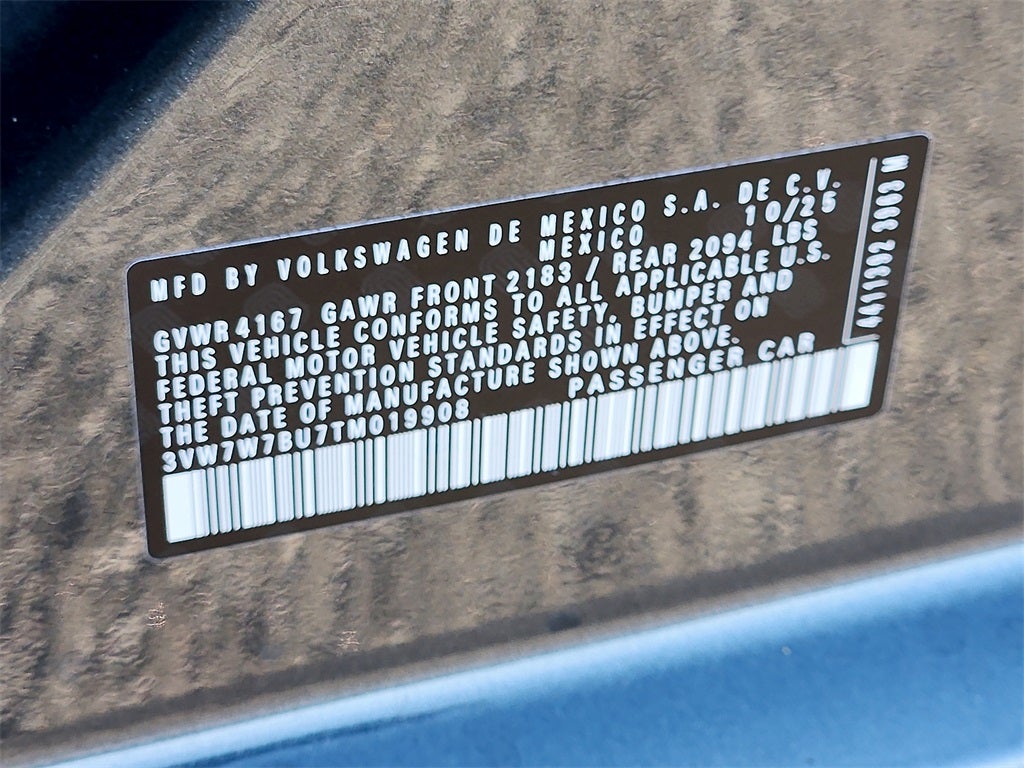 MFD BY VOLKSWAGEN DE MEXICO S.A. DE C.V.
MEXICO 10/25
GVWR 4167 GAWR FRONT 2183 / REAR 2094 LBS
THIS VEHICLE CONFORMS TO ALL APPLICABLE U.S.
FEDERAL MOTOR VEHICLE SAFETY, BUMPER AND
THEFT PREVENTION STANDARDS IN EFFECT ON
THE DATE OF MANUFACTURE SHOWN ABOVE.
3VW7W7BU7TM019908 PASSENGER CAR